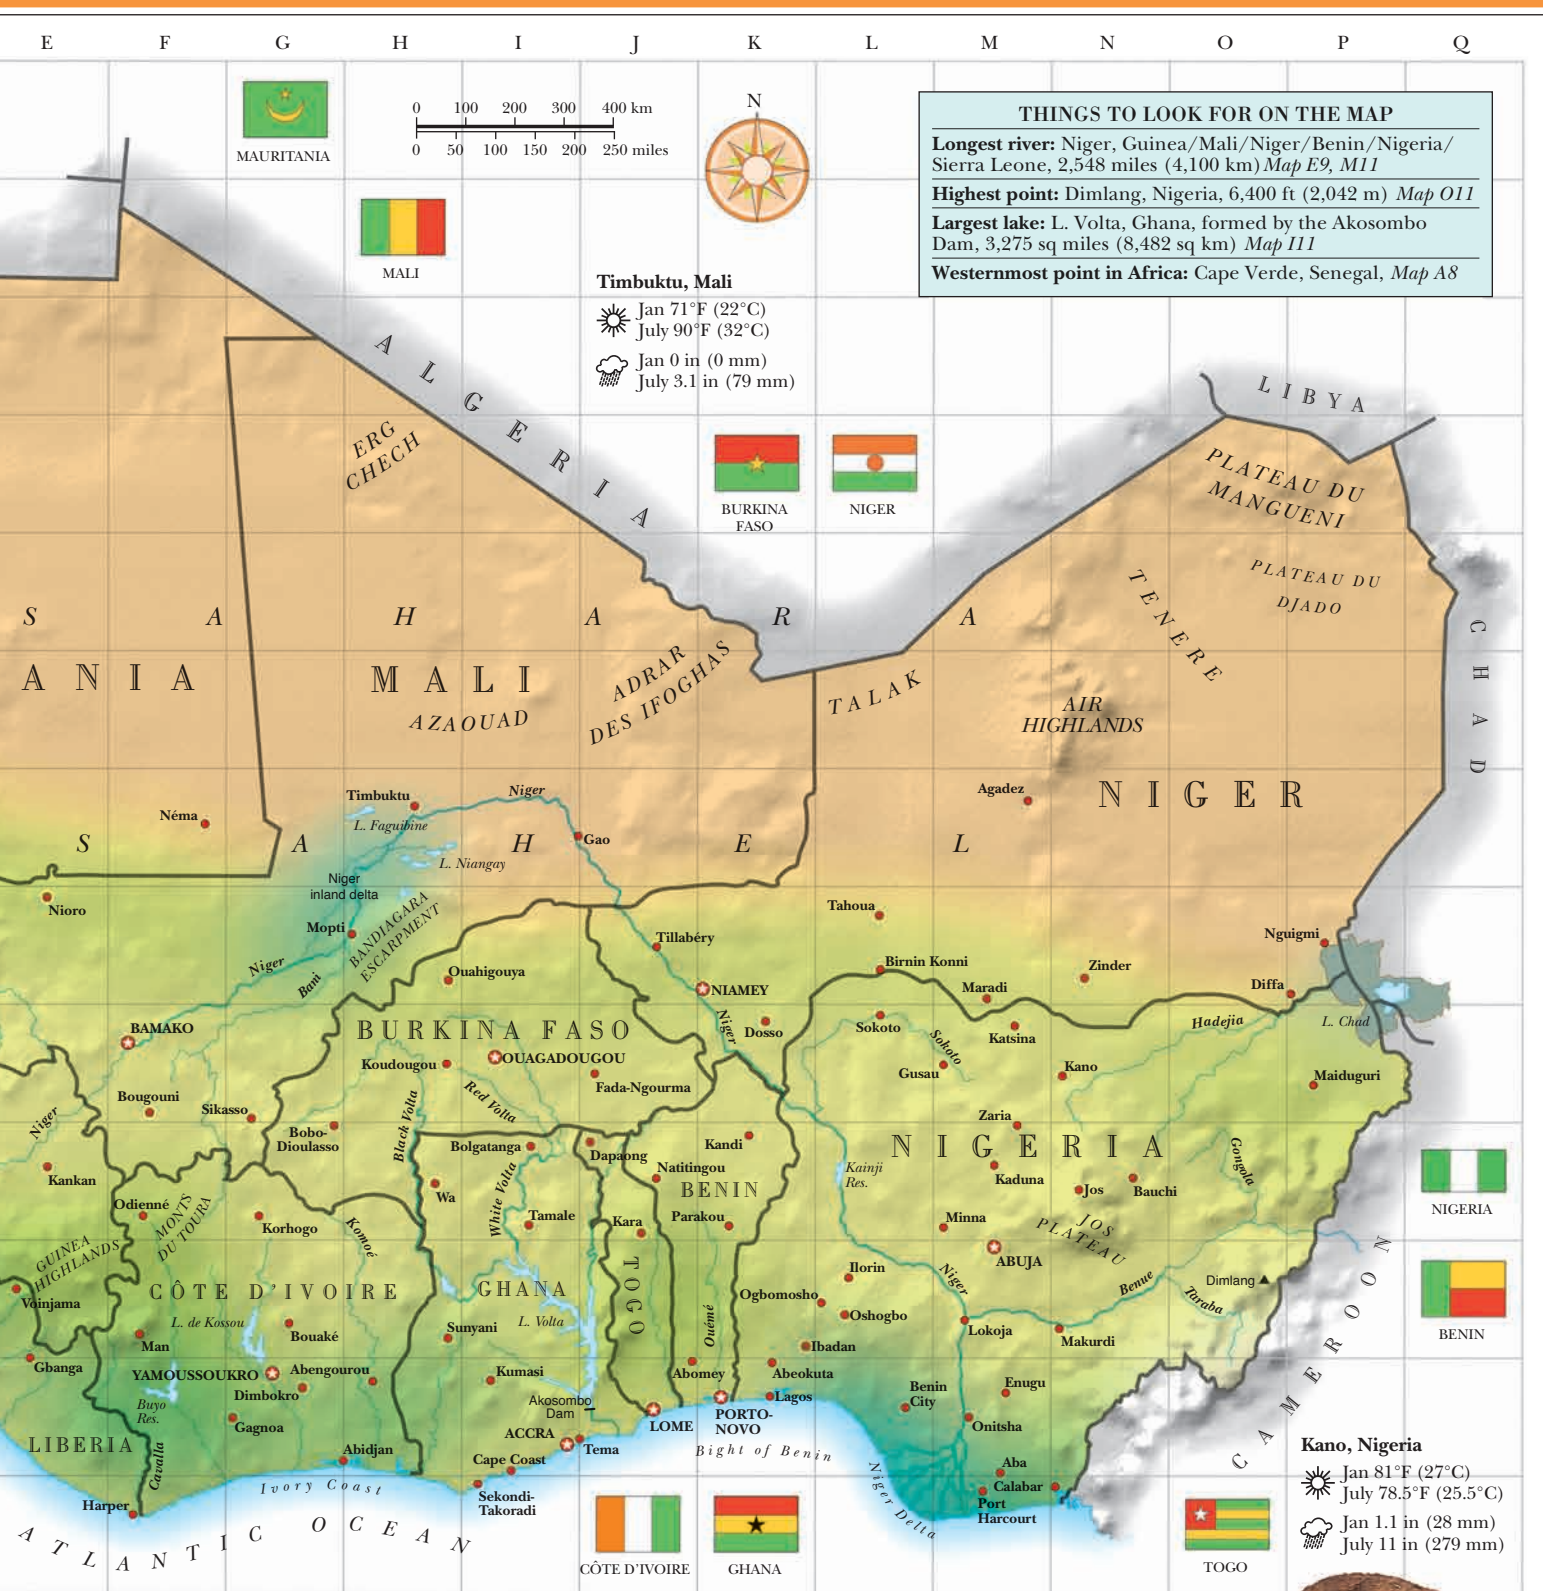 E F G H I J K L M N O P Q
MAURITANIA
0 100 200 300 400 km
0 50 100 150 200 250 miles
N
MALI
THINGS TO LOOK FOR ON THE MAP
Longest river: Niger, Guinea/Mali/Niger/Benin/Nigeria/
Sierra Leone, 2,548 miles (4,100 km) Map E9, M11
Highest point: Dimlang, Nigeria, 6,400 ft (2,042 m) Map O11
Largest lake: L. Volta, Ghana, formed by the Akosombo
Dam, 3,275 sq miles (8,482 sq km) Map I11
Westernmost point in Africa: Cape Verde, Senegal, Map A8
Timbuktu, Mali
Jan 71°F (22°C)
July 90°F (32°C)
Jan 0 in (0 mm)
July 3.1 in (79 mm)
ALGERIA
LIBYA
ERG
CHECH
BURKINA
FASO
NIGER
PLATEAU DU
MANGUENI
PLATEAU DU
DJADO
TENERE
CHAD
S A H A R A
ANIA
MALI
AZAOUAD
ADRAR
DES IFOGHAS
TALAK
AIR
HIGHLANDS
Agadez
NIGER
Timbuktu
Niger
Néma
L. Faguibine
Gao
S A H E L
L. Niangay
Niger
inland delta
Nioro
BANDIAGARA
ESCARPMENT
Mopti
Tahoua
Nguigmi
Tillabéry
Niger
Bani
Ouahigouya
Birnin Konni
Zinder
Maradi
Diffa
NIAMEY
BAMAKO
BURKINA FASO
Niger
Dosso
Sokoto
Sokoto
Katsina
Hadejia
L. Chad
Koudougou
OUAGADOUGOU
Gusau
Kano
Maiduguri
Fada-Ngourma
Bougouni
Sikasso
Red Volta
Black Volta
Niger
Bobo-
Dioulasso
Bolgatanga
Dapaong
Kandi
Zaria
NIGERIA
Gongola
Kankan
Natitingou
Kainji
Res.
Kaduna
Jos
Bauchi
Wa
White Volta
BENIN
NIGERIA
Odienné
MONTS
DU TOURA
Korhogo
Komoé
Tamale
Kara
Parakou
Minna
JOS
PLATEAU
ABUJA
GUINEA
HIGHLANDS
CÔTE D'IVOIRE
GHANA
TOGO
Ilorin
Niger
Benue
Dimlang
Taraba
Voinjama
Ogbomosho
Oshogbo
L. de Kossou
Bouaké
Sunyani
L. Volta
Ouémé
Lokoja
Makurdi
BENIN
Man
Ibadan
CAMEROON
Gbanga
YAMOUSSOUKRO
Abengourou
Kumasi
Abomey
Abeokuta
Dimbokro
Buyo
Res.
Akosombo
Dam
Lagos
Benin
City
Enugu
Gagnoa
LOME
PORTO-
NOVO
Onitsha
LIBERIA
Cavalla
Abidjan
ACCRA
Tema
Bight of Benin
Cape Coast
Aba
Calabar
Kano, Nigeria
Jan 81°F (27°C)
July 78.5°F (25.5°C)
Jan 1.1 in (28 mm)
July 11 in (279 mm)
Harper
Ivory Coast
Sekondi-
Takoradi
Niger Delta
Port
Harcourt
ATLANTIC OCEAN
CÔTE D'IVOIRE
GHANA
TOGO